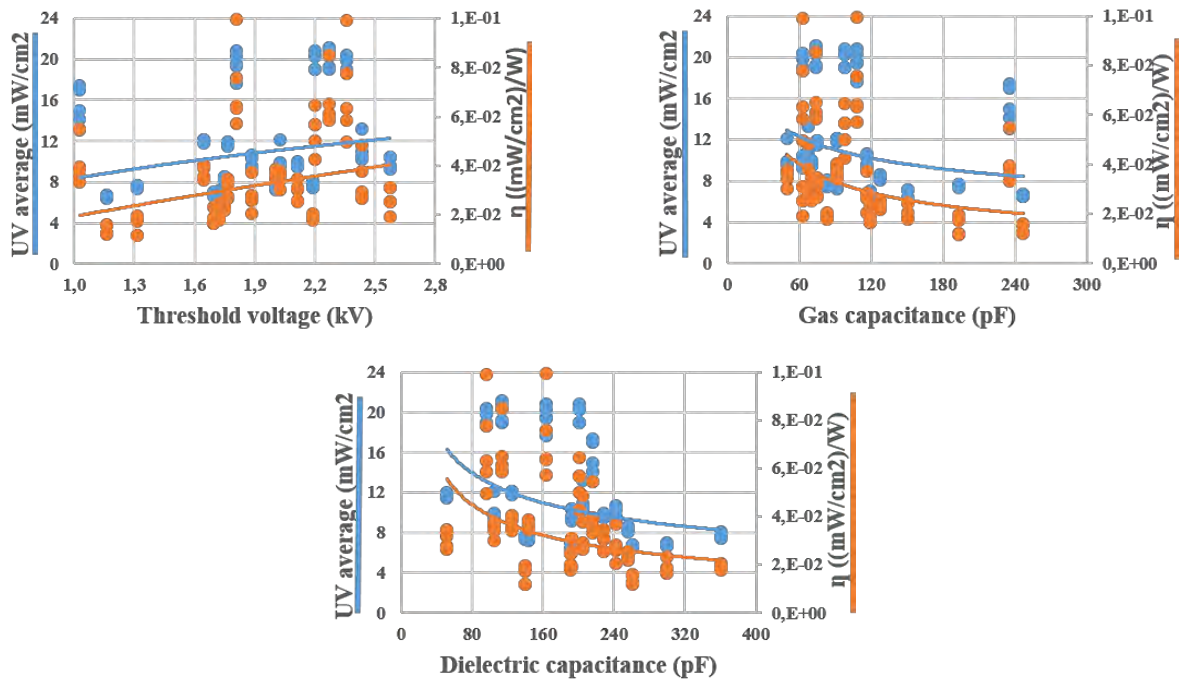 24
20
16
12
8
4
0
UV average (mW/cm2)
1,E-01
8,E-02
6,E-02
4,E-02
2,E-02
0,E+00
η ((mW/cm2)/W)
1,0 1,3 1,6 1,9 2,2 2,5 2,8
Threshold voltage (kV)
24
20
16
12
8
4
0
UV average (mW/cm2)
1,E-01
8,E-02
6,E-02
4,E-02
2,E-02
0,E+00
η ((mW/cm2)/W)
0 60 120 180 240 300
Gas capacitance (pF)
24
20
16
12
8
4
0
UV average (mW/cm2)
1,E-01
8,E-02
6,E-02
4,E-02
2,E-02
0,E+00
η ((mW/cm2)/W)
0 80 160 240 320 400
Dielectric capacitance (pF)